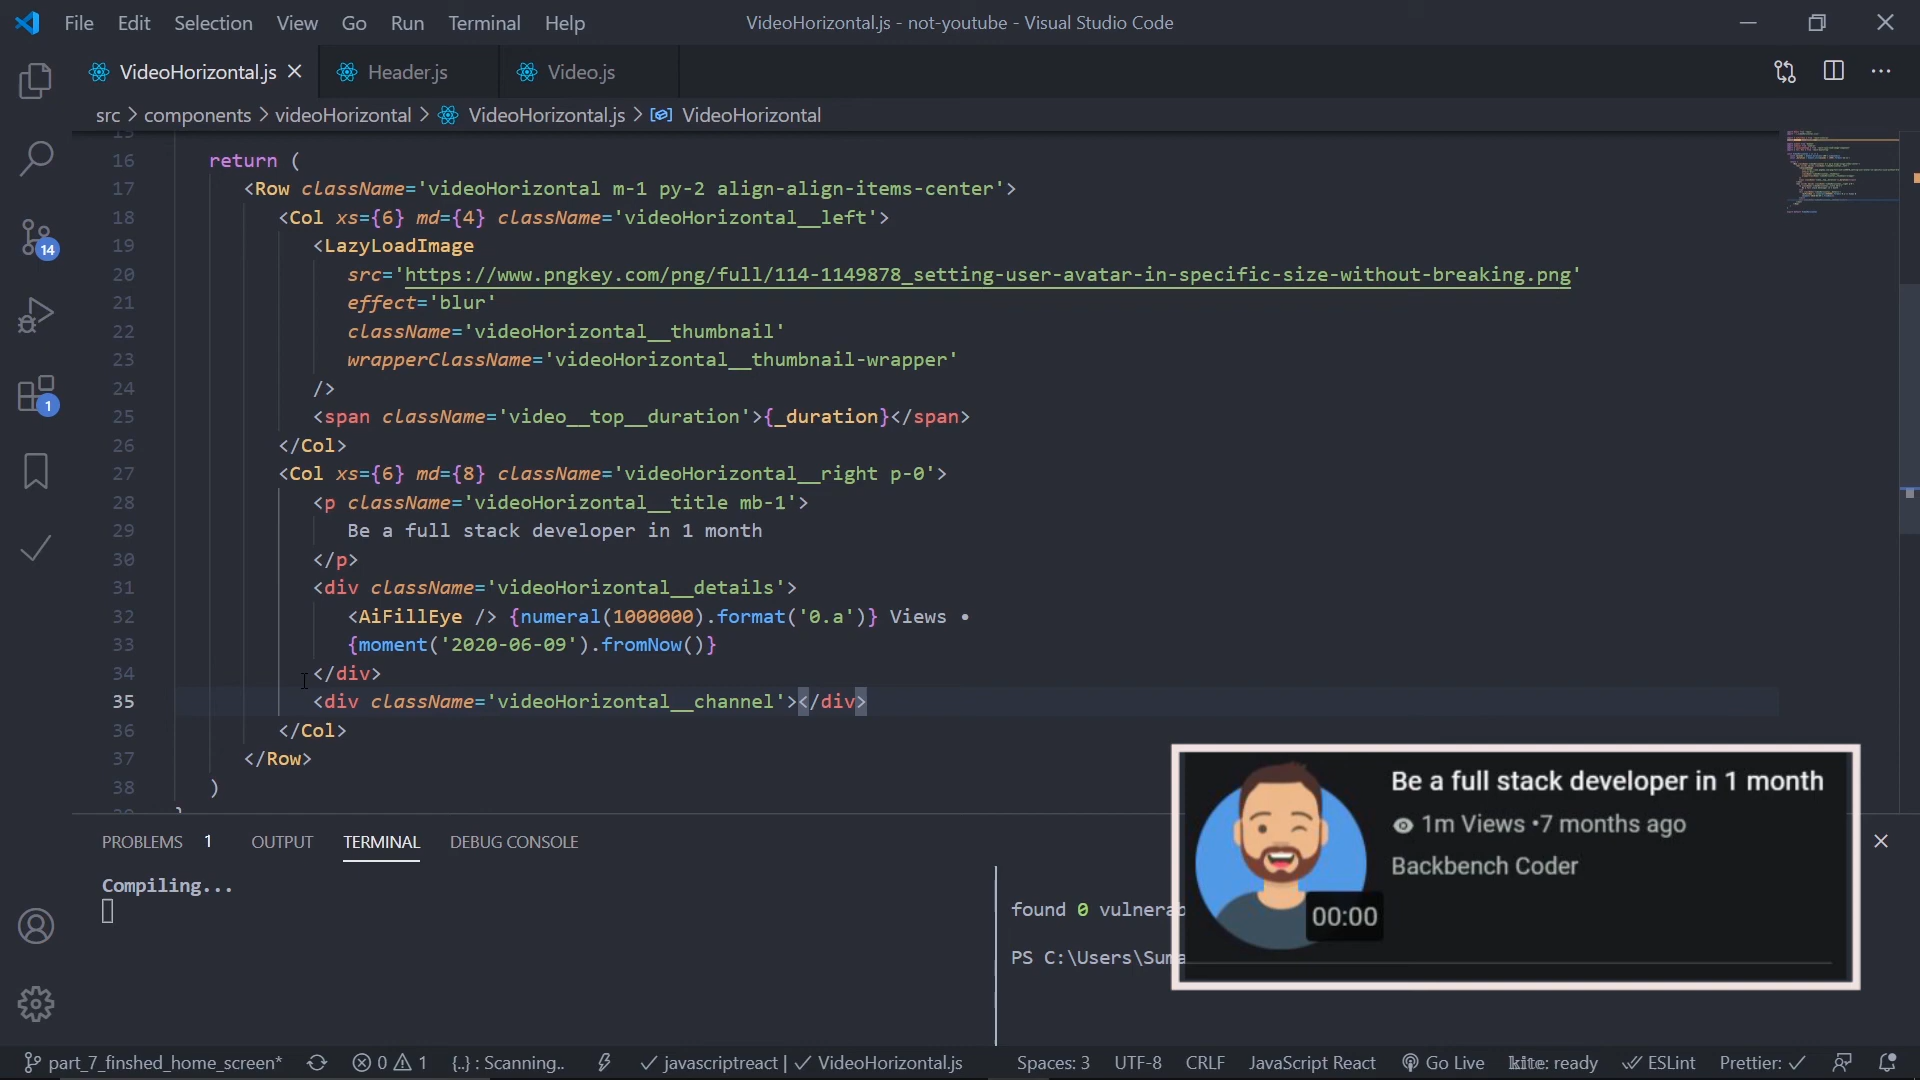 File Edit Selection View Go Run Terminal Help VideoHorizontal.js - not-youtube - Visual Studio Code
VideoHorizontal.js Header.js Video.js
src > components > videoHorizontal > VideoHorizontal.js > VideoHorizontal
16 return (
17 <Row className='videoHorizontal m-1 py-2 align-align-items-center'>
18 <Col xs={6} md={4} className='videoHorizontal__left'>
19 <LazyLoadImage
20 src='https://www.pngkey.com/png/full/114-1149878_setting-user-avatar-in-specific-size-without-breaking.png'
21 effect='blur'
22 className='videoHorizontal__thumbnail'
23 wrapperClassName='videoHorizontal__thumbnail-wrapper'
24 />
25 <span className='video__top__duration'>{_duration}</span>
26 </Col>
27 <Col xs={6} md={8} className='videoHorizontal__right p-0'>
28 <p className='videoHorizontal__title mb-1'>
29 Be a full stack developer in 1 month
30 </p>
31 <div className='videoHorizontal__details'>
32 <AiFillEye /> {numeral(1000000).format('0.a')} Views •
33 {moment('2020-06-09').fromNow()}
34 </div>
35 <div className='videoHorizontal__channel'></div>
36 </Col>
37 </Row>
38 )
PROBLEMS 1 OUTPUT TERMINAL DEBUG CONSOLE
Compiling...
found 0 vulnera
PS C:\Users\Suma
Be a full stack developer in 1 month
1m Views •7 months ago
Backbench Coder
00:00
14
1
part_7_finshed_home_screen* 0 1 {..} : Scanning.. javascriptreact | VideoHorizontal.js Spaces: 3 UTF-8 CRLF JavaScript React Go Live kite: ready ESLint Prettier: